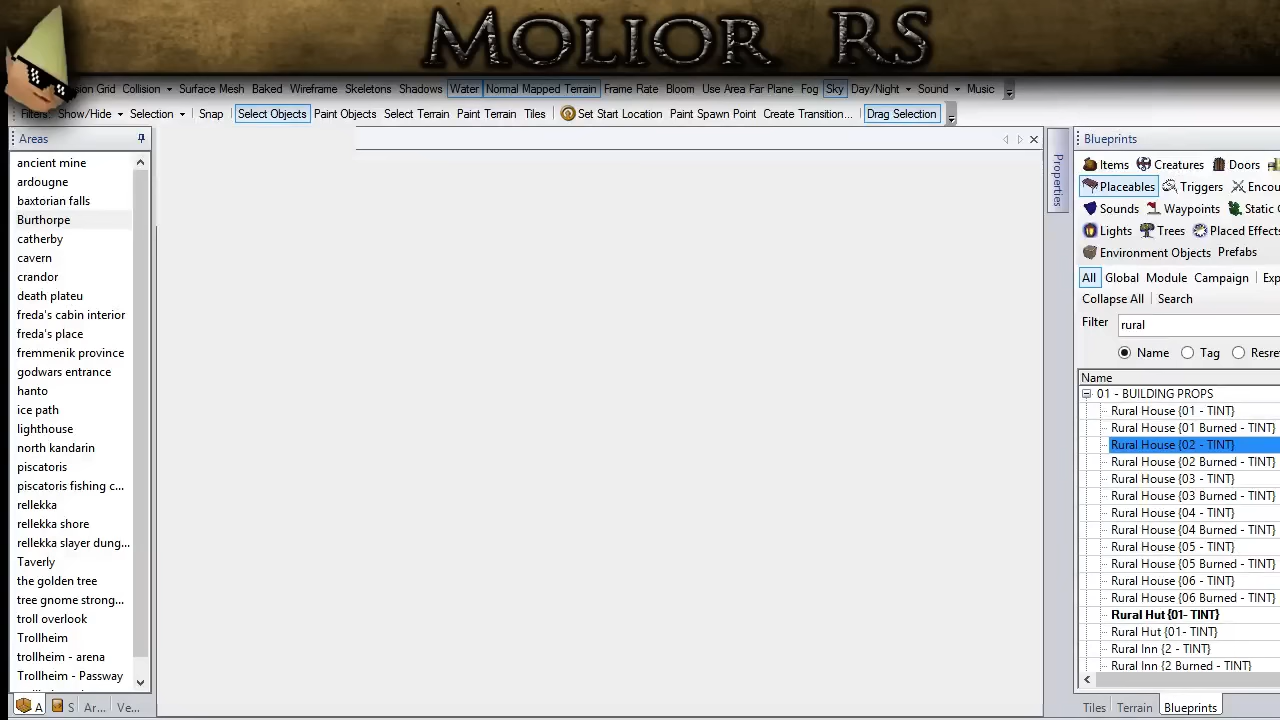 MOLIOR RS
Collision Surface Mesh Baked Wireframe Skeletons Shadows Water Normal Mapped Terrain Frame Rate Bloom Use Area Far Plane Fog Sky Day/Night Sound Music
Filters: Show/Hide Selection Snap Select Objects Paint Objects Select Terrain Paint Terrain Tiles Set Start Location Paint Spawn Point Create Transition... Drag Selection
Areas
ancient mine
ardougne
baxtorian falls
Burthorpe
catherby
cavern
crandor
death plateu
freda's cabin interior
freda's place
fremmenik province
godwars entrance
hanto
ice path
lighthouse
north kandarin
piscatoris
piscatoris fishing c...
rellekka
rellekka shore
rellekka slayer dung...
Taverly
the golden tree
tree gnome strong...
troll overlook
Trollheim
trollheim - arena
Trollheim - Passway
A S Ar... Ve...
Properties
Blueprints
Items Creatures Doors
Placeables Triggers Encou
Sounds Waypoints Static
Lights Trees Placed Effects
Environment Objects Prefabs
All Global Module Campaign Exp
Collapse All Search
Filter rural
Name Tag Resre
Name
01 - BUILDING PROPS
Rural House {01 - TINT}
Rural House {01 Burned - TINT}
Rural House {02 - TINT}
Rural House {02 Burned - TINT}
Rural House {03 - TINT}
Rural House {03 Burned - TINT}
Rural House {04 - TINT}
Rural House {04 Burned - TINT}
Rural House {05 - TINT}
Rural House {05 Burned - TINT}
Rural House {06 - TINT}
Rural House {06 Burned - TINT}
Rural Hut {01- TINT}
Rural Hut {01- TINT}
Rural Inn {2 - TINT}
Rural Inn {2 Burned - TINT}
Tiles Terrain Blueprints